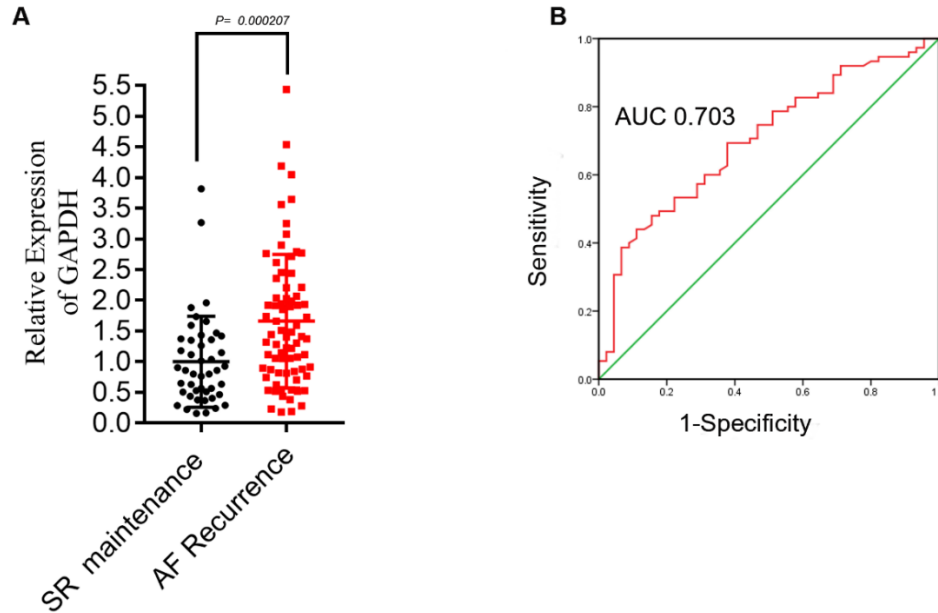 A
P= 0.000207
Relative Expression
of GAPDH
5.5
5.0
4.5
4.0
3.5
3.0
2.5
2.0
1.5
1.0
0.5
0.0
SR maintenance
AF Recurrence
B
AUC 0.703
Sensitivity
1.0
0.8
0.6
0.4
0.2
0.0
0.0 0.2 0.4 0.6 0.8 1
1-Specificity